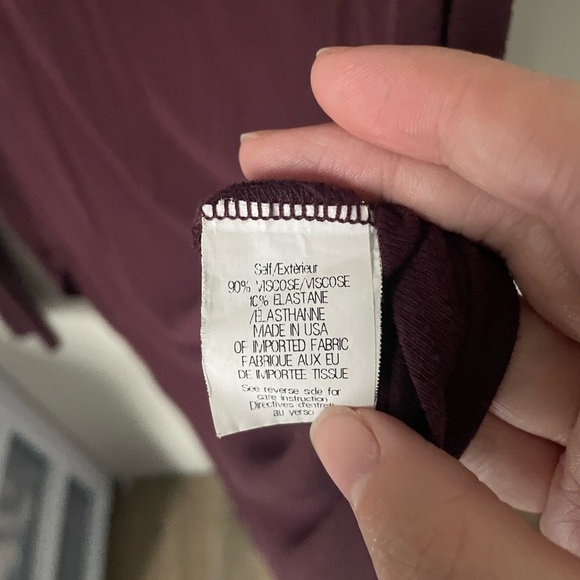 Self/Extérieur
90% VISCOSE/VISCOSE
10% ELASTANE
/ELASTHANNE
MADE IN USA
OF IMPORTED FABRIC
FABRIQUE AUX EU
DE IMPORTEE TISSUE
See reverse side for
care instruction
Directives d'entreti
au verso